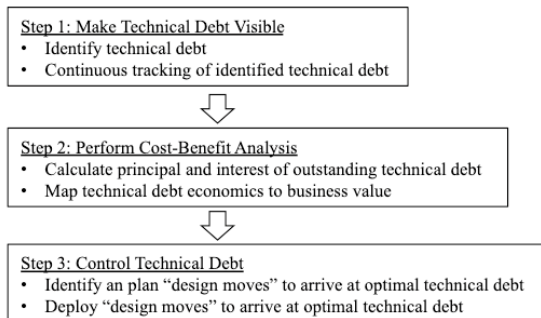 Step 1: Make Technical Debt Visible
• Identify technical debt
• Continuous tracking of identified technical debt
Step 2: Perform Cost-Benefit Analysis
• Calculate principal and interest of outstanding technical debt
• Map technical debt economics to business value
Step 3: Control Technical Debt
• Identify an plan “design moves” to arrive at optimal technical debt
• Deploy “design moves” to arrive at optimal technical debt